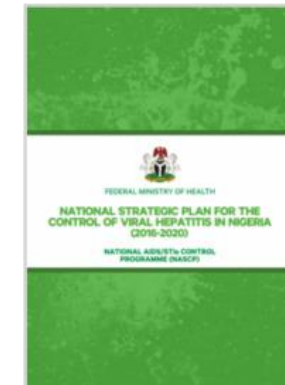 FEDERAL MINISTRY OF HEALTH
NATIONAL STRATEGIC PLAN FOR THE
CONTROL OF VIRAL HEPATITIS IN NIGERIA
(2016-2020)
NATIONAL AIDS/STIs CONTROL
PROGRAMME (NASCP)